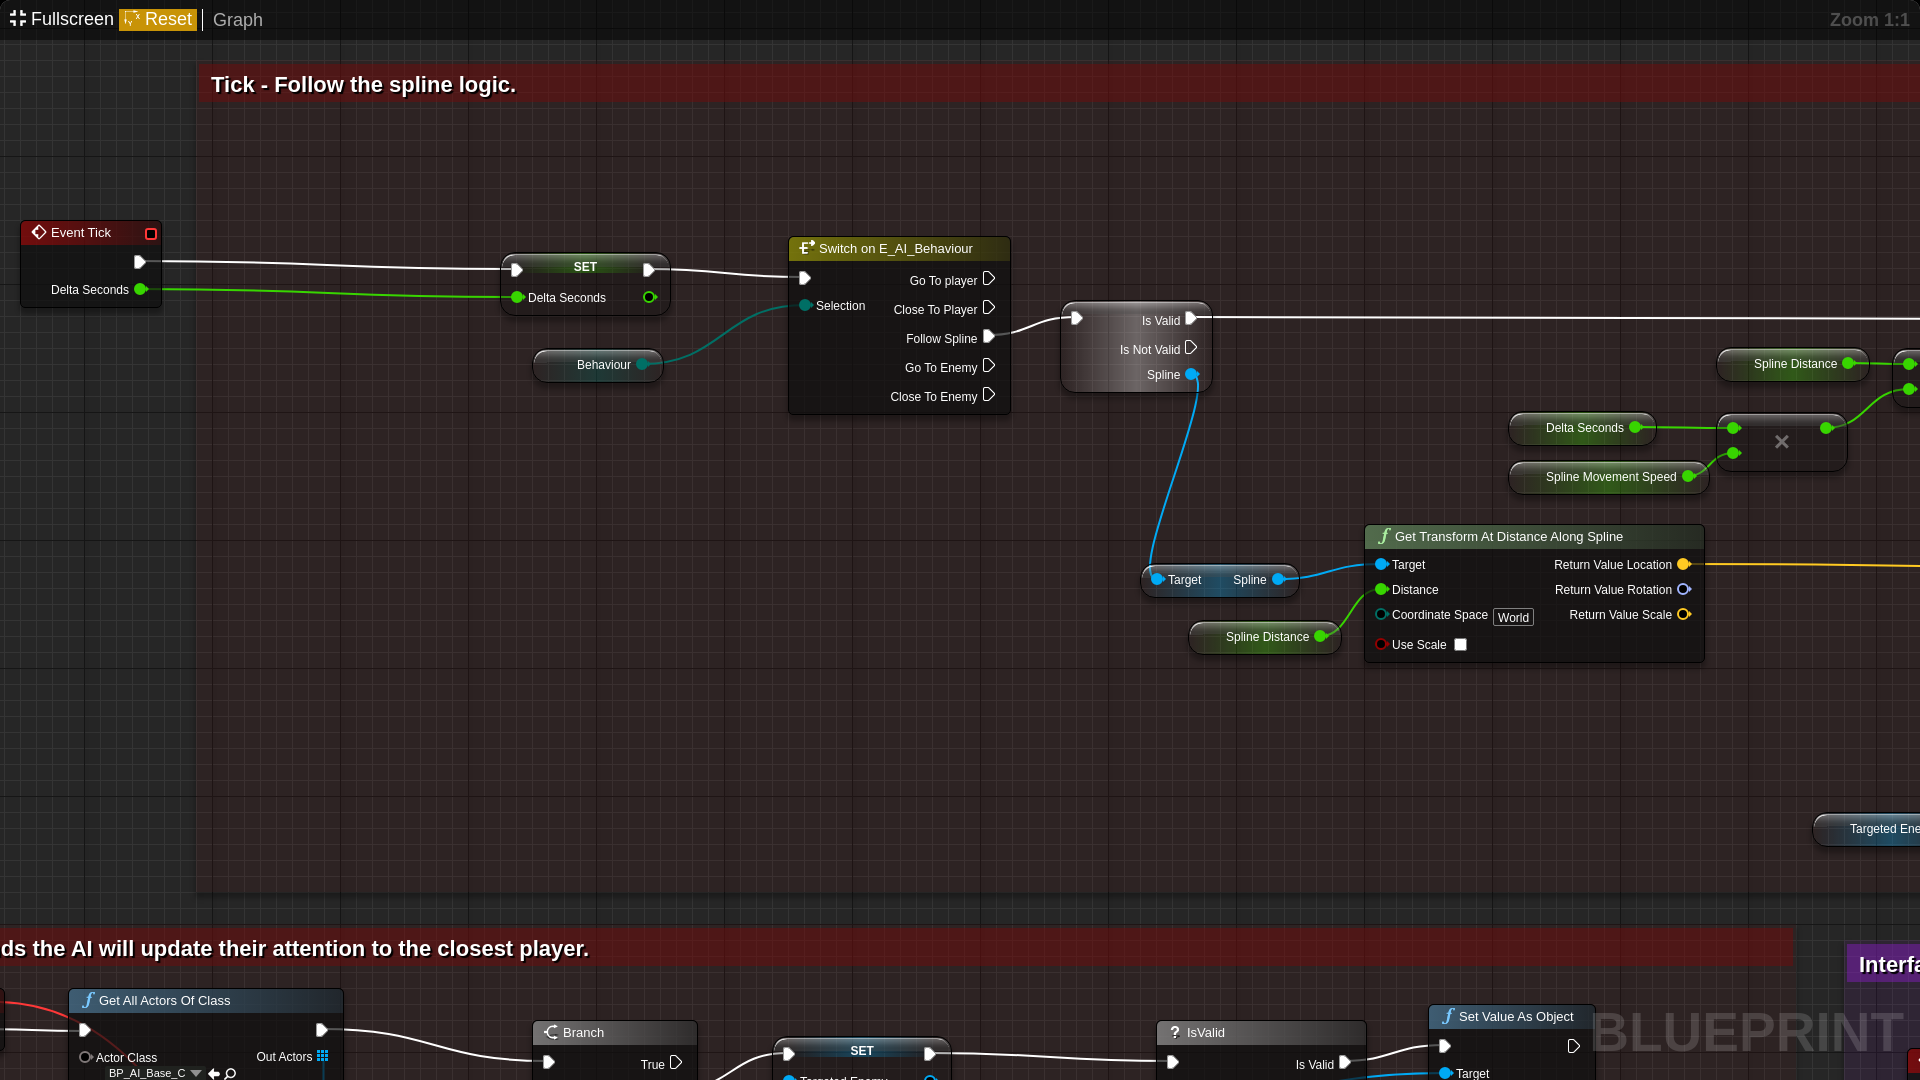 Fullscreen Reset Graph Zoom 1:1
Tick - Follow the spline logic.
Event Tick
Delta Seconds
SET
Delta Seconds
Behaviour
Switch on E_AI_Behaviour
Go To player
Selection
Close To Player
Follow Spline
Go To Enemy
Close To Enemy
Is Valid
Is Not Valid
Spline
Spline Distance
Delta Seconds
Spline Movement Speed
Target Spline
Spline Distance
Get Transform At Distance Along Spline
Target Return Value Location
Distance Return Value Rotation
Coordinate Space World Return Value Scale
Use Scale
Targeted Ene
ds the AI will update their attention to the closest player.
Interfa
Get All Actors Of Class
Actor Class Out Actors
BP_AI_Base_C
Branch
True
SET
Targeted Enemy
IsValid
Is Valid
Set Value As Object
Target
BLUEPRINT